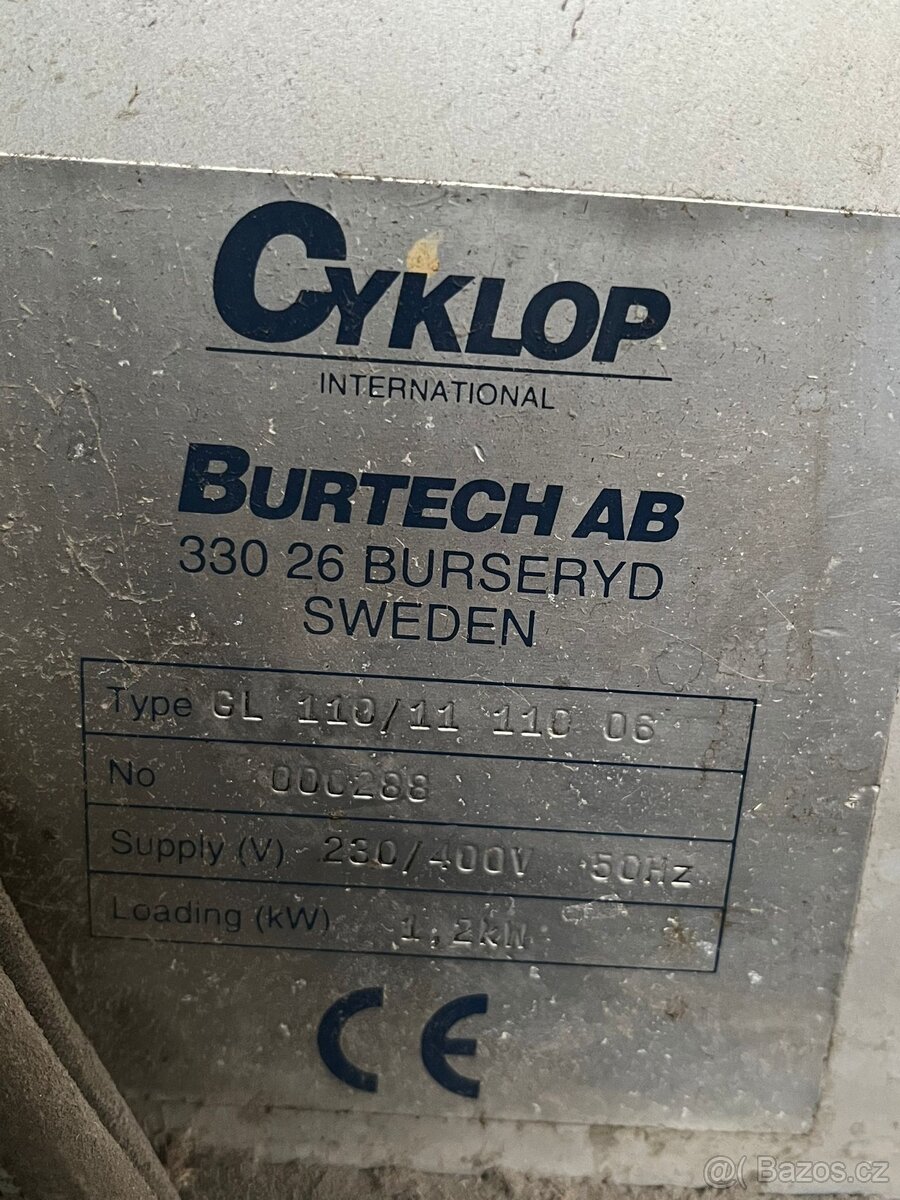 CYKLOP
INTERNATIONAL
BURTECH AB
330 26 BURSERYD
SWEDEN
Type GL 110/11 110 06
No 000288
Supply (V) 230/400V 50Hz
Loading (kW) 1,2kW
CE
@( Bazos.cz